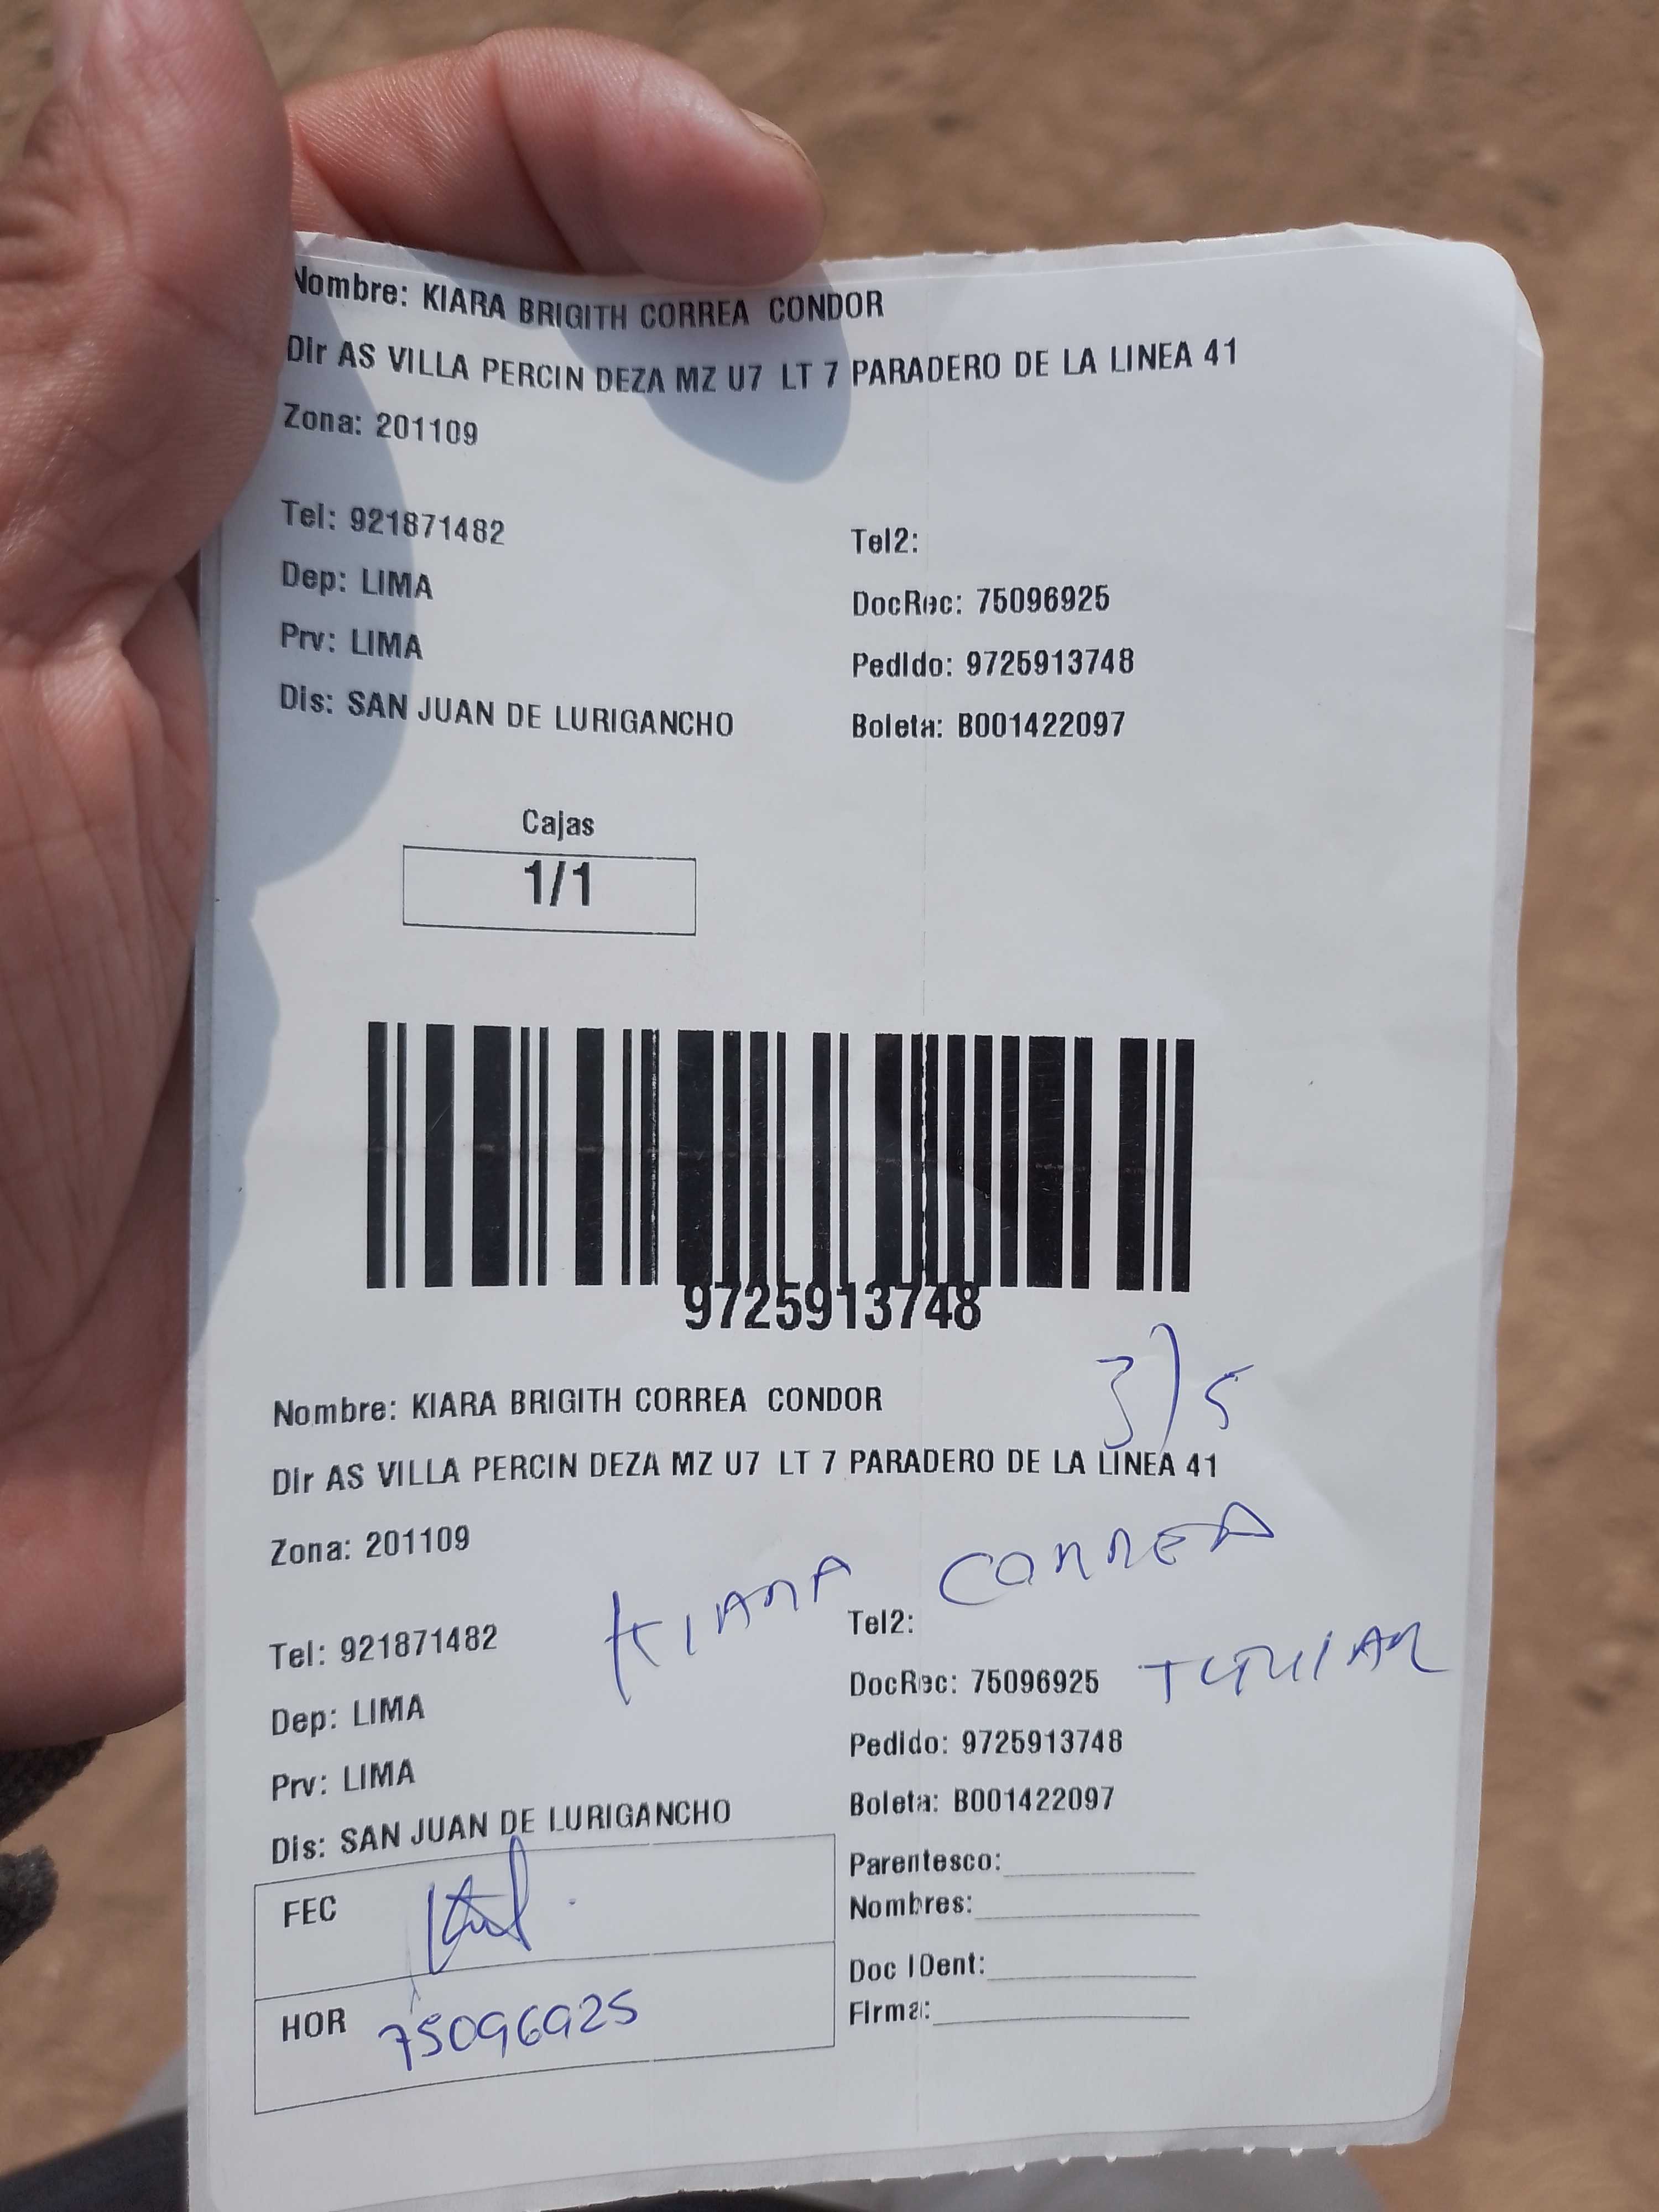 Nombre: KIARA BRIGITH CORREA CONDOR
Dir AS VILLA PERCIN DEZA MZ U7 LT 7 PARADERO DE LA LINEA 41
Zona: 201109
Tel: 921871482
Tel2:
Dep: LIMA
DocRec: 75096925
Prv: LIMA
Pedido: 9725913748
Dis: SAN JUAN DE LURIGANCHO
Boleta: B001422097
Cajas
1/1
9725913748
3/5
Nombre: KIARA BRIGITH CORREA CONDOR
Dir AS VILLA PERCIN DEZA MZ U7 LT 7 PARADERO DE LA LINEA 41
Zona: 201109
KIARA CORREA
Tel: 921871482
Tel2:
DocRec: 75096925 TITULAR
Dep: LIMA
Pedido: 9725913748
Prv: LIMA
Boleta: B001422097
Dis: SAN JUAN DE LURIGANCHO
Parentesco:
FEC
Nombres:
Doc IDent:
HOR 75096925
Firma: